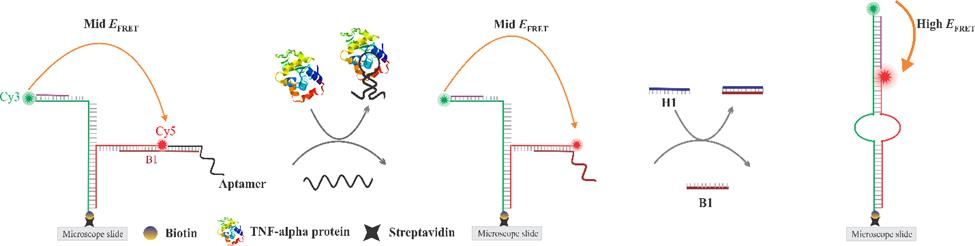 Mid EFRET
Cy3
Cy5
B1
Aptamer
Microscope slide
Biotin
TNF-alpha protein
Streptavidin
Mid EFRET
Microscope slide
H1
B1
High EFRET
Microscope slide